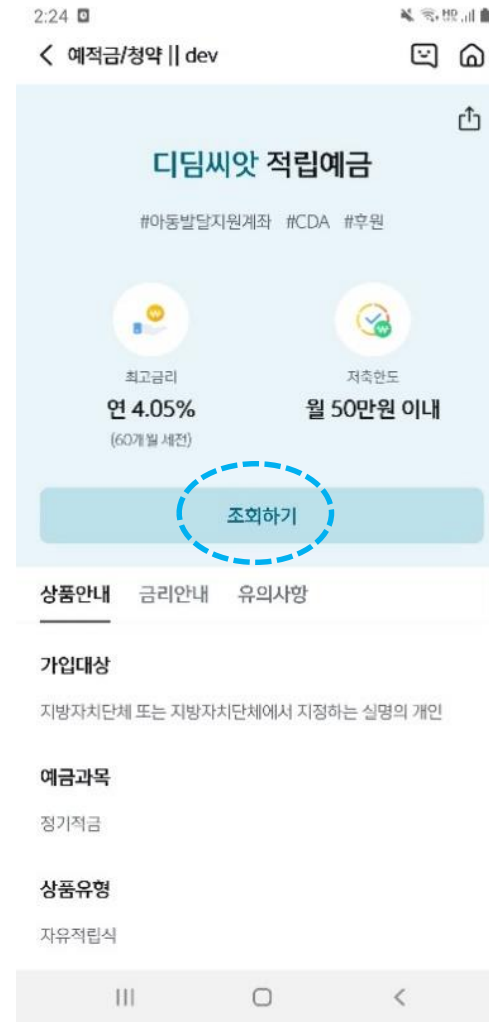 2:24
예적금/청약 || dev
디딤씨앗 적립예금
#아동발달지원계좌 #CDA #후원
최고금리
연 4.05%
(60개월 세전)
저축한도
월 50만원 이내
조회하기
상품안내 금리안내 유의사항
가입대상
지방자치단체 또는 지방자치단체에서 지정하는 실명의 개인
예금과목
정기적금
상품유형
자유적립식